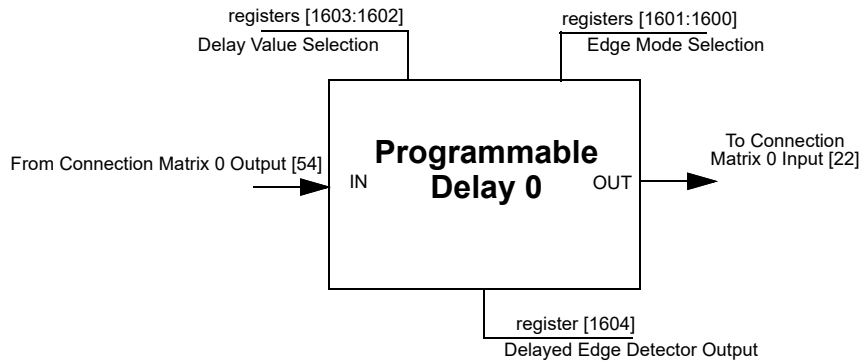 registers [1603:1602]
Delay Value Selection
registers [1601:1600]
Edge Mode Selection
From Connection Matrix 0 Output [54]
IN
Programmable
Delay 0
OUT
To Connection
Matrix 0 Input [22]
register [1604]
Delayed Edge Detector Output